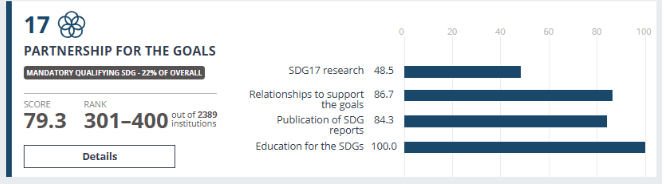 17
PARTNERSHIP FOR THE GOALS
MANDATORY QUALIFYING SDG - 22% OF OVERALL
SCORE
79.3
RANK
301–400
out of 2389
institutions
Details
0 20 40 60 80 100
SDG17 research 48.5
Relationships to support 86.7
the goals
Publication of SDG 84.3
reports
Education for the SDGs 100.0